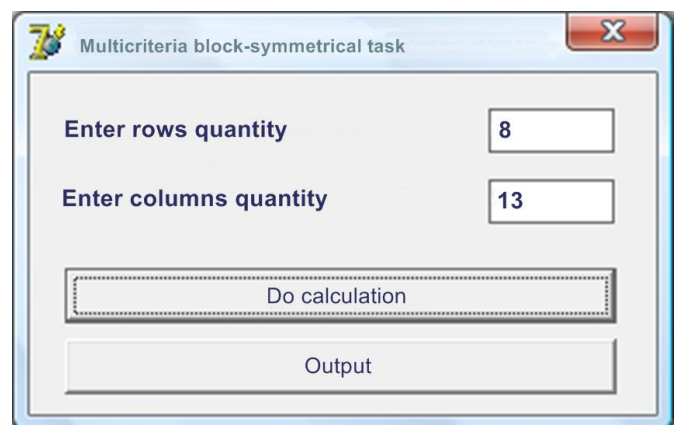 Multicriteria block-symmetrical task
Enter rows quantity 8
Enter columns quantity 13
Do calculation
Output